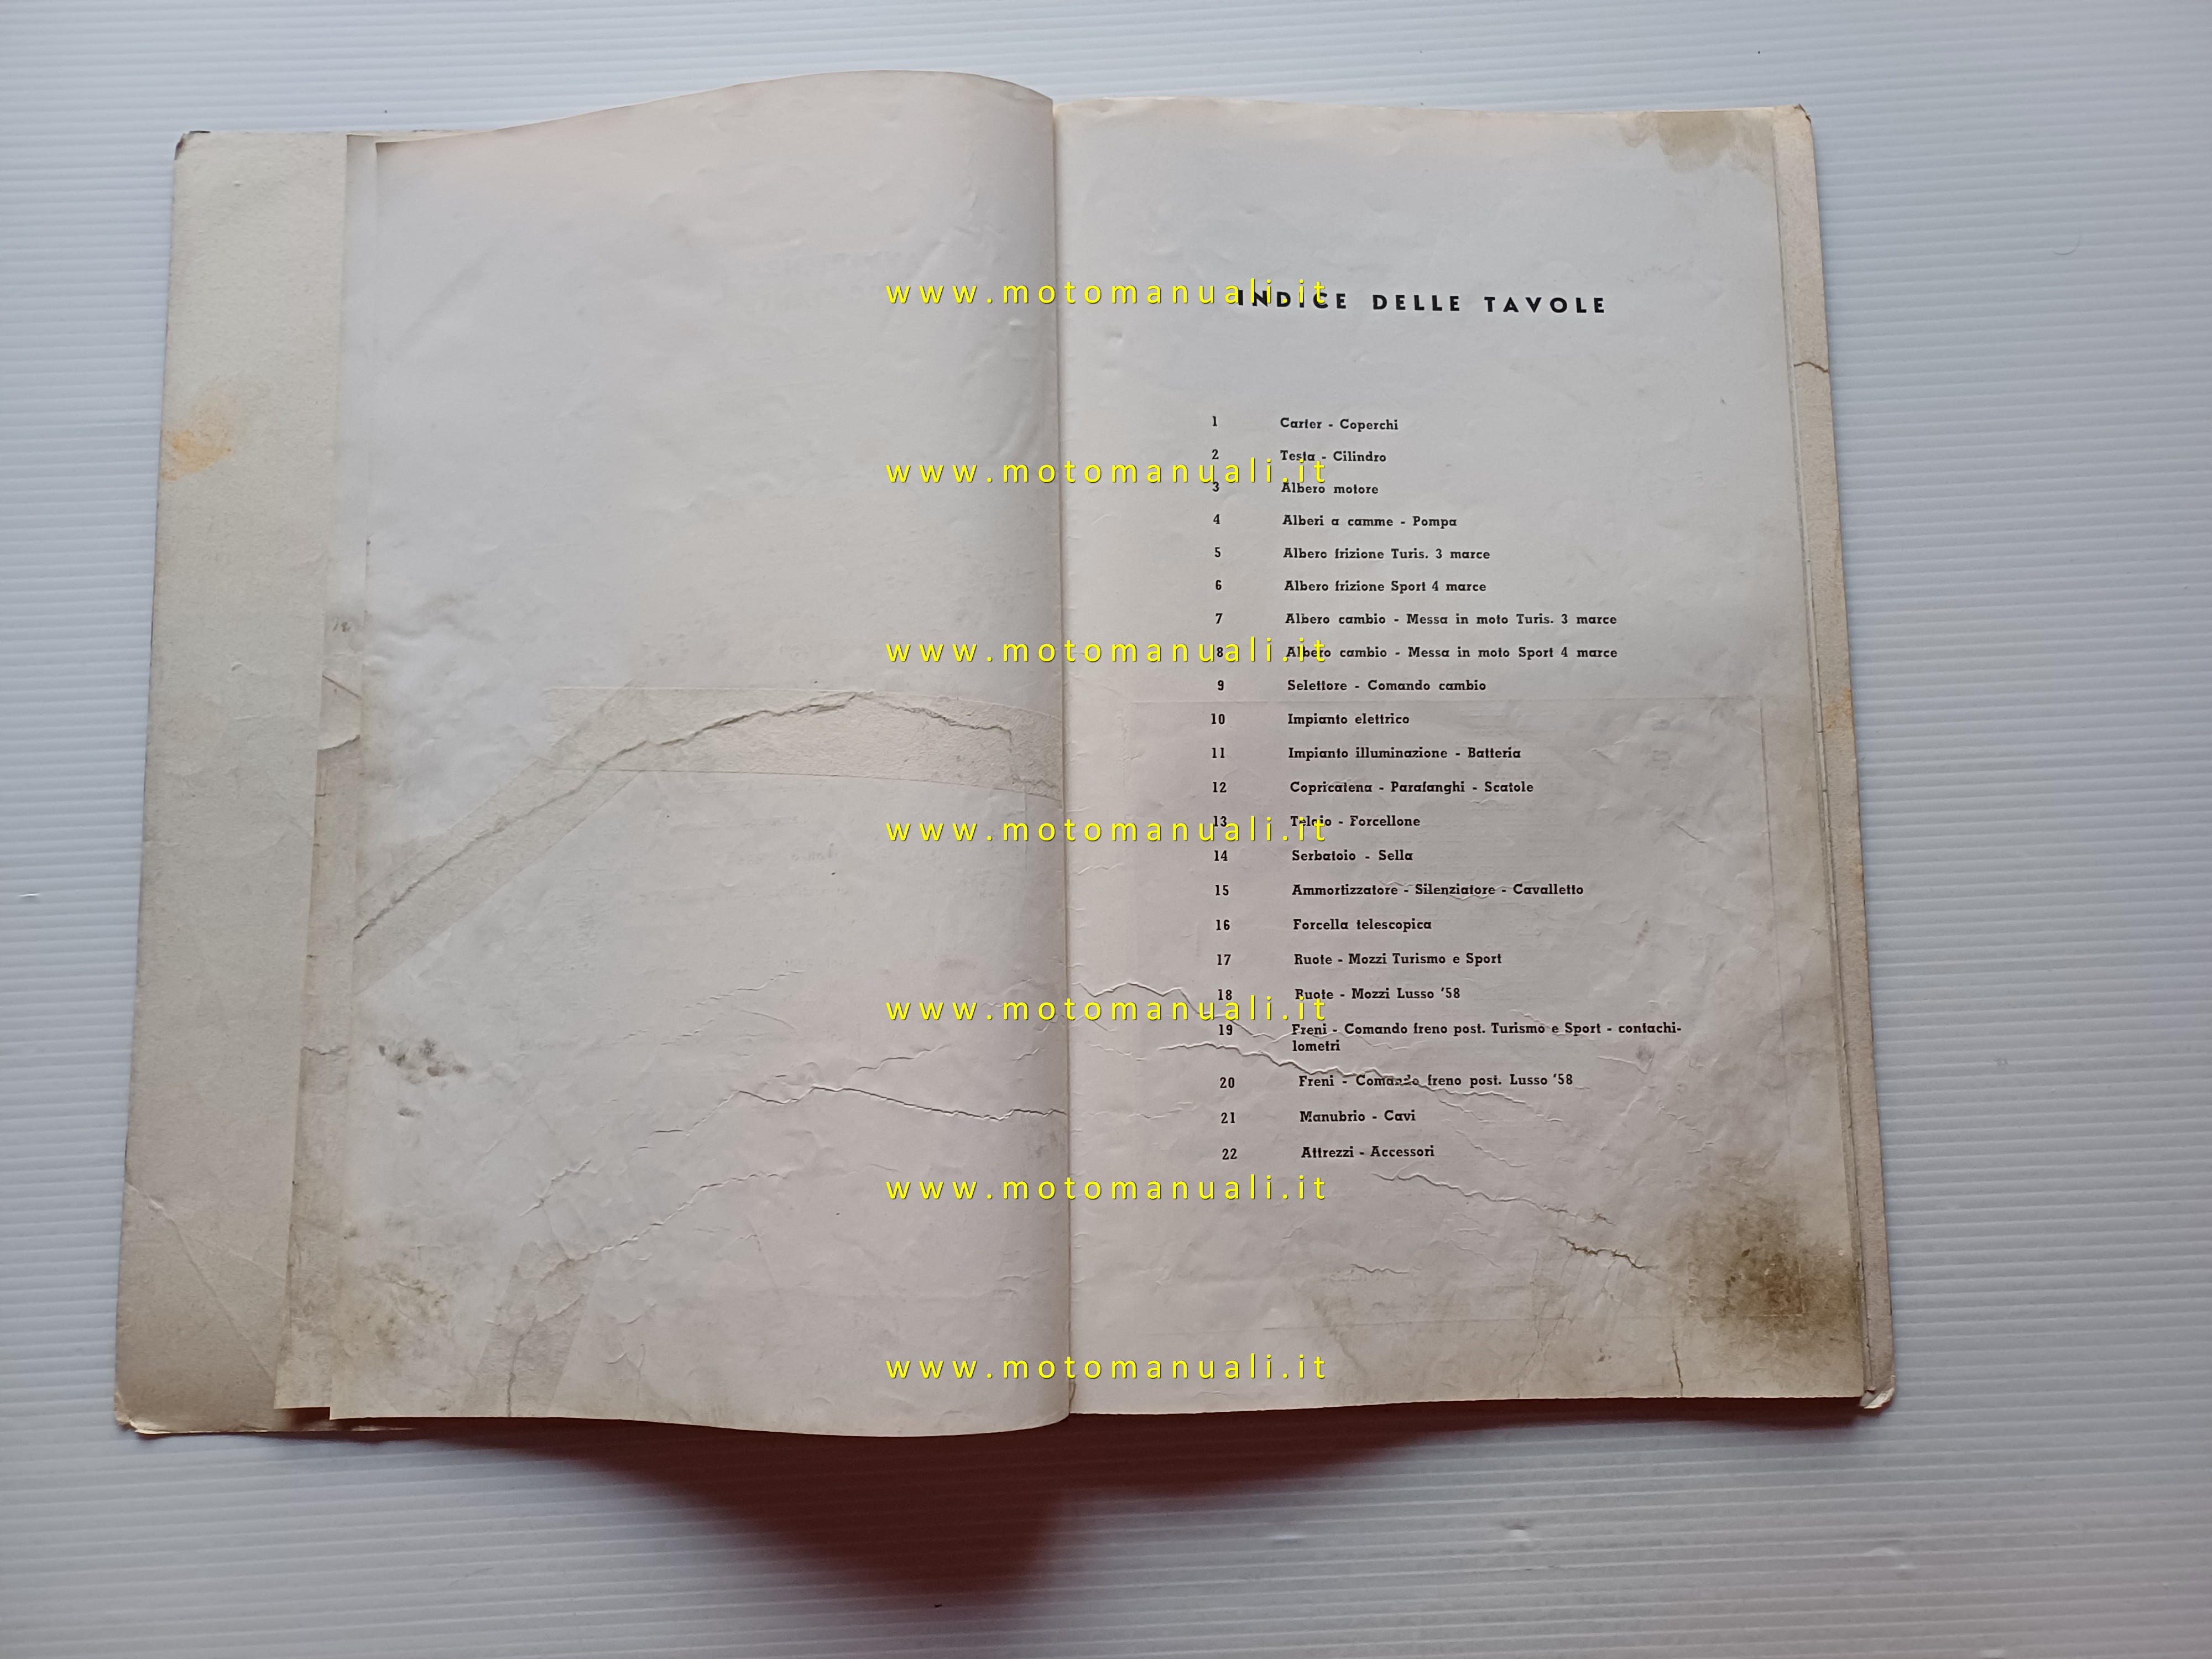 INDICE DELLE TAVOLE
1 Carter - Coperchi
2 Testa - Cilindro
3 Albero motore
4 Alberi a camme - Pompa
5 Albero frizione Turis. 3 marce
6 Albero frizione Sport 4 marce
7 Albero cambio - Messa in moto Turis. 3 marce
8 Albero cambio - Messa in moto Sport 4 marce
9 Selettore - Comando cambio
10 Impianto elettrico
11 Impianto illuminazione - Batteria
12 Copricatena - Parafanghi - Scatole
13 Telaio - Forcellone
14 Serbatoio - Sella
15 Ammortizzatore - Silenziatore - Cavalletto
16 Forcella telescopica
17 Ruote - Mozzi Turismo e Sport
18 Ruote - Mozzi Lusso '58
19 Freni - Comando freno post. Turismo e Sport - contachi-
lometri
20 Freni - Comando freno post. Lusso '58
21 Manubrio - Cavi
22 Attrezzi - Accessori
www.motomanuali.it
www.motomanuali.it
www.motomanuali.it
www.motomanuali.it
www.motomanuali.it
www.motomanuali.it
www.motomanuali.it